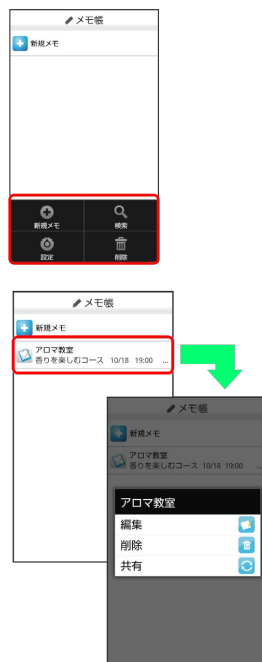 メモ帳
新規メモ
新規メモ
検索
設定
削除
メモ帳
新規メモ
アロマ教室
香りを楽しむコース 10/18 19:00 ...
メモ帳
新規メモ
アロマ教室
香りを楽しむコース 10/18 19:00 ...
アロマ教室
編集
削除
共有